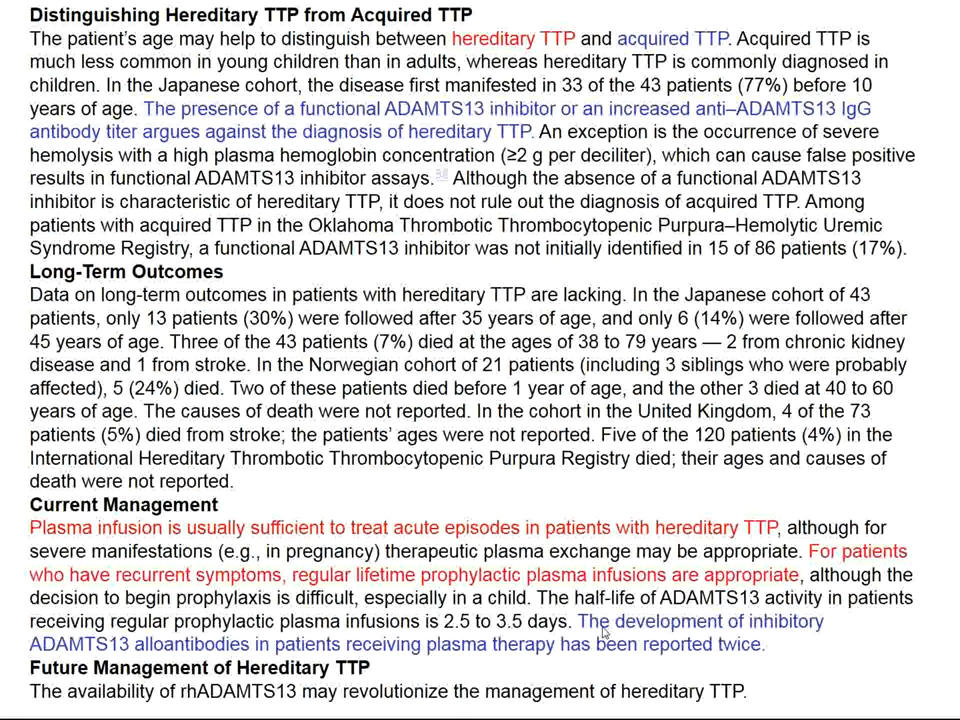 Distinguishing Hereditary TTP from Acquired TTP
The patient's age may help to distinguish between hereditary TTP and acquired TTP. Acquired TTP is
much less common in young children than in adults, whereas hereditary TTP is commonly diagnosed in
children. In the Japanese cohort, the disease first manifested in 33 of the 43 patients (77%) before 10
years of age. The presence of a functional ADAMTS13 inhibitor or an increased anti–ADAMTS13 IgG
antibody titer argues against the diagnosis of hereditary TTP. An exception is the occurrence of severe
hemolysis with a high plasma hemoglobin concentration (≥2 g per deciliter), which can cause false positive
results in functional ADAMTS13 inhibitor assays. Although the absence of a functional ADAMTS13
inhibitor is characteristic of hereditary TTP, it does not rule out the diagnosis of acquired TTP. Among
patients with acquired TTP in the Oklahoma Thrombotic Thrombocytopenic Purpura–Hemolytic Uremic
Syndrome Registry, a functional ADAMTS13 inhibitor was not initially identified in 15 of 86 patients (17%).
Long-Term Outcomes
Data on long-term outcomes in patients with hereditary TTP are lacking. In the Japanese cohort of 43
patients, only 13 patients (30%) were followed after 35 years of age, and only 6 (14%) were followed after
45 years of age. Three of the 43 patients (7%) died at the ages of 38 to 79 years — 2 from chronic kidney
disease and 1 from stroke. In the Norwegian cohort of 21 patients (including 3 siblings who were probably
affected), 5 (24%) died. Two of these patients died before 1 year of age, and the other 3 died at 40 to 60
years of age. The causes of death were not reported. In the cohort in the United Kingdom, 4 of the 73
patients (5%) died from stroke; the patients' ages were not reported. Five of the 120 patients (4%) in the
International Hereditary Thrombotic Thrombocytopenic Purpura Registry died; their ages and causes of
death were not reported.
Current Management
Plasma infusion is usually sufficient to treat acute episodes in patients with hereditary TTP, although for
severe manifestations (e.g., in pregnancy) therapeutic plasma exchange may be appropriate. For patients
who have recurrent symptoms, regular lifetime prophylactic plasma infusions are appropriate, although the
decision to begin prophylaxis is difficult, especially in a child. The half-life of ADAMTS13 activity in patients
receiving regular prophylactic plasma infusions is 2.5 to 3.5 days. The development of inhibitory
ADAMTS13 alloantibodies in patients receiving plasma therapy has been reported twice.
Future Management of Hereditary TTP
The availability of rhADAMTS13 may revolutionize the management of hereditary TTP.